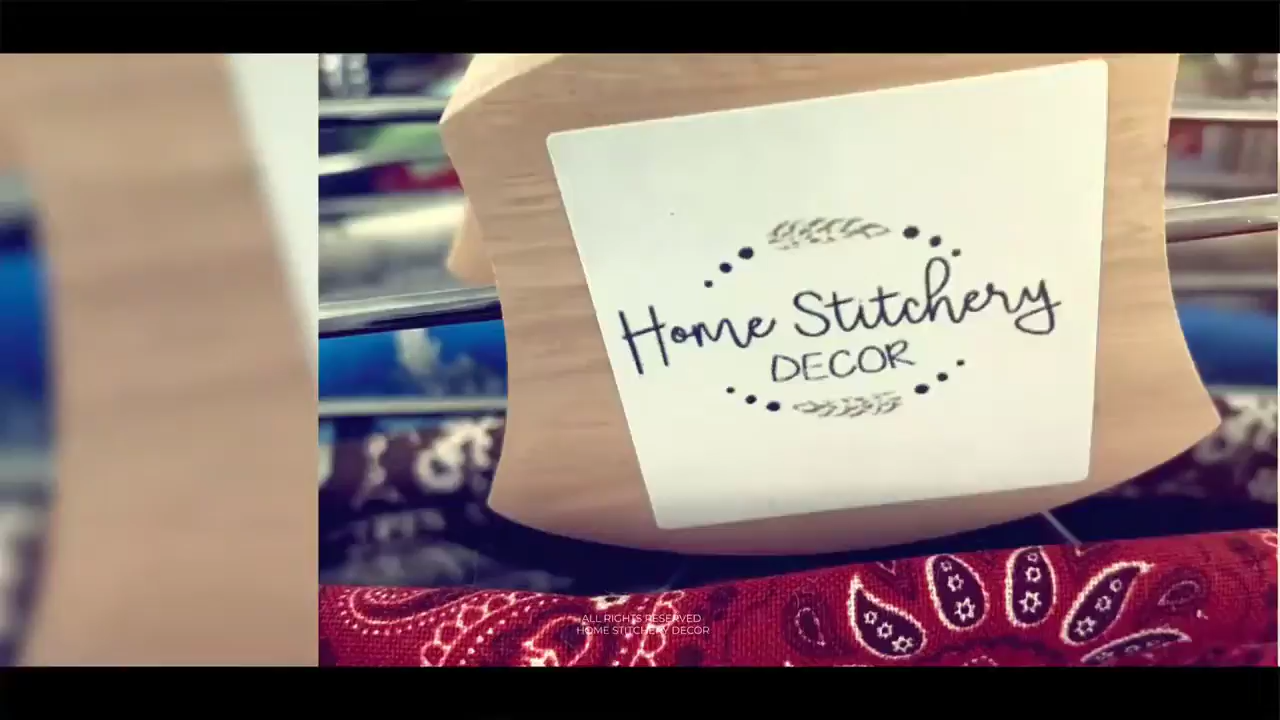 Home Stitchery
DECOR
ALL RIGHTS RESERVED
HOME STITCHERY DECOR